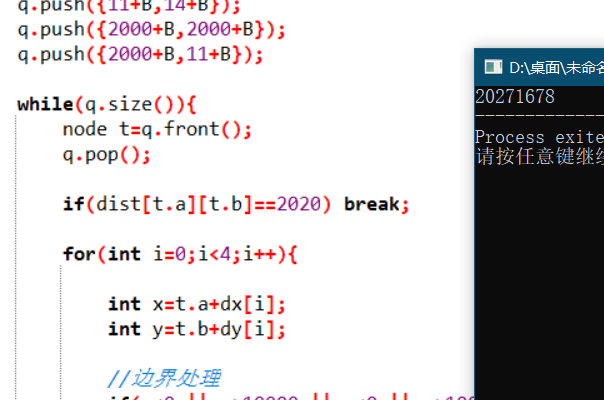 q.push({11+B,14+B});
q.push({2000+B,2000+B});
q.push({2000+B,11+B});
while(q.size()){
node t=q.front();
q.pop();
if(dist[t.a][t.b]==2020) break;
for(int i=0;i<4;i++){
int x=t.a+dx[i];
int y=t.b+dy[i];
//边界处理
D:\桌面\未命名
20271678
--------------
Process exite
请按任意键继续